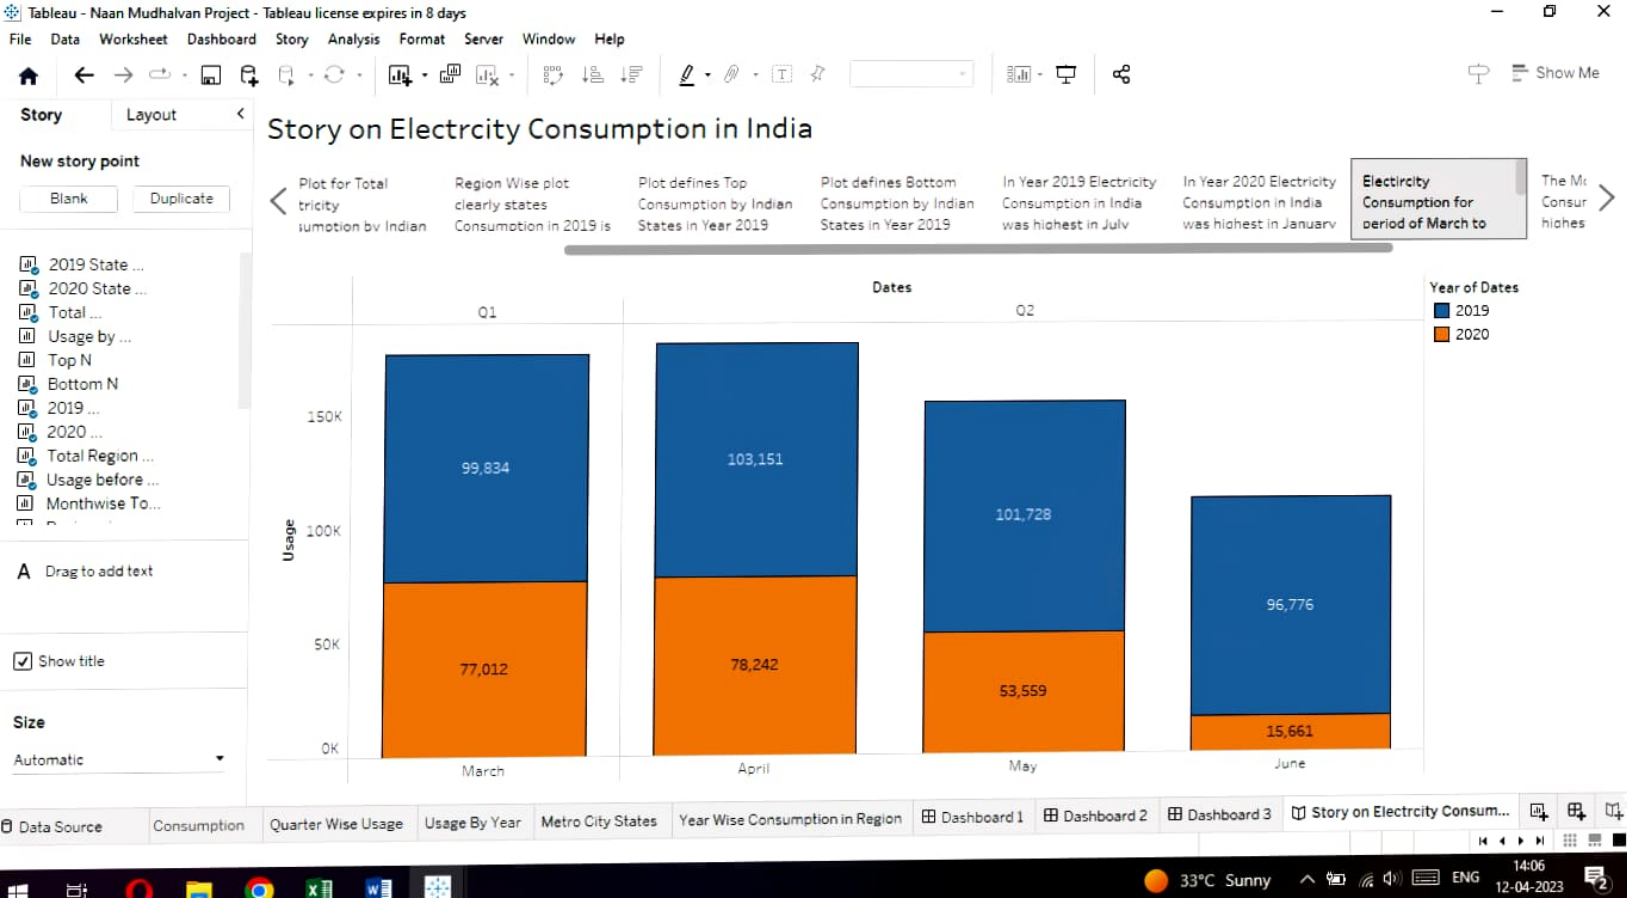 Tableau - Naan Mudhalvan Project - Tableau license expires in 8 days
File Data Worksheet Dashboard Story Analysis Format Server Window Help
Show Me
Story Layout
New story point
Blank Duplicate
2019 State ...
2020 State ...
Total ...
Usage by ...
Top N
Bottom N
2019 ...
2020 ...
Total Region ...
Usage before ...
Monthwise To...
A Drag to add text
Show title
Size
Automatic
Story on Electrcity Consumption in India
Plot for Total
tricity
sumption by Indian
Region Wise plot
clearly states
Consumption in 2019 is
Plot defines Top
Consumption by Indian
States in Year 2019
Plot defines Bottom
Consumption by Indian
States in Year 2019
In Year 2019 Electricity
Consumption in India
was highest in July
In Year 2020 Electricity
Consumption in India
was highest in January
Electircity
Consumption for
period of March to
The Mo
Consur
highes
Dates
Q1 Q2
Usage
150K
100K
50K
0K
99,834
77,012
103,151
78,242
101,728
53,559
96,776
15,661
March April May June
Year of Dates
2019
2020
Data Source Consumption Quarter Wise Usage Usage By Year Metro City States Year Wise Consumption in Region Dashboard 1 Dashboard 2 Dashboard 3 Story on Electrcity Consum...
33°C Sunny ENG 14:06
12-04-2023
2